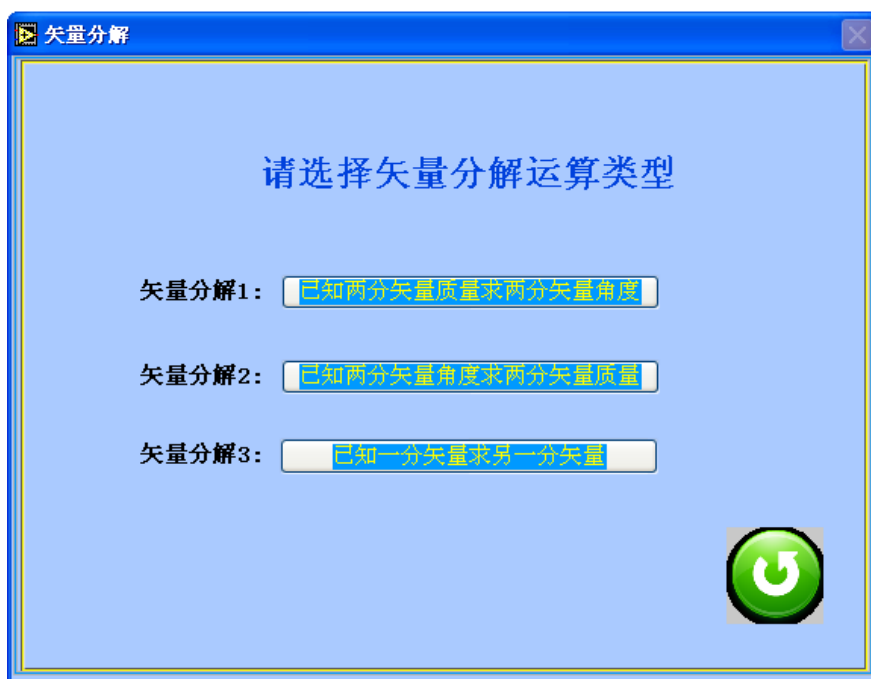 矢量分解
请选择矢量分解运算类型
矢量分解1: 已知两分矢量质量求两分矢量角度
矢量分解2: 已知两分矢量角度求两分矢量质量
矢量分解3: 已知一分矢量求另一分矢量